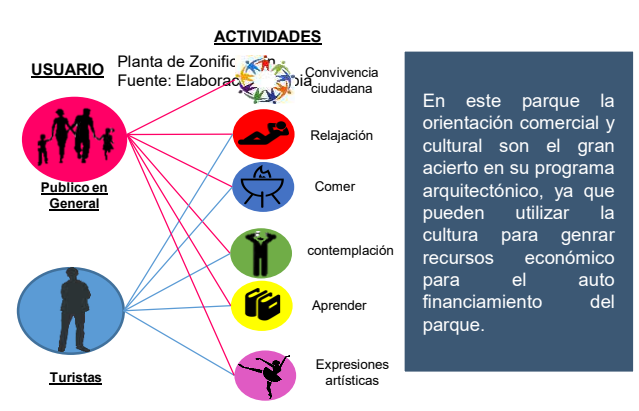 ACTIVIDADES
USUARIO
Planta de
Fuente:
Convivencia
ciudadana
Relajación
Publico en
General
Comer
contemplación
Aprender
Turistas
Expresiones
artísticas
En este parque la
orientación comercial y
cultural son el gran
acierto en su programa
arquitectónico, ya que
pueden utilizar la
cultura para genrar
recursos económico
para el auto
financiamiento del
parque.